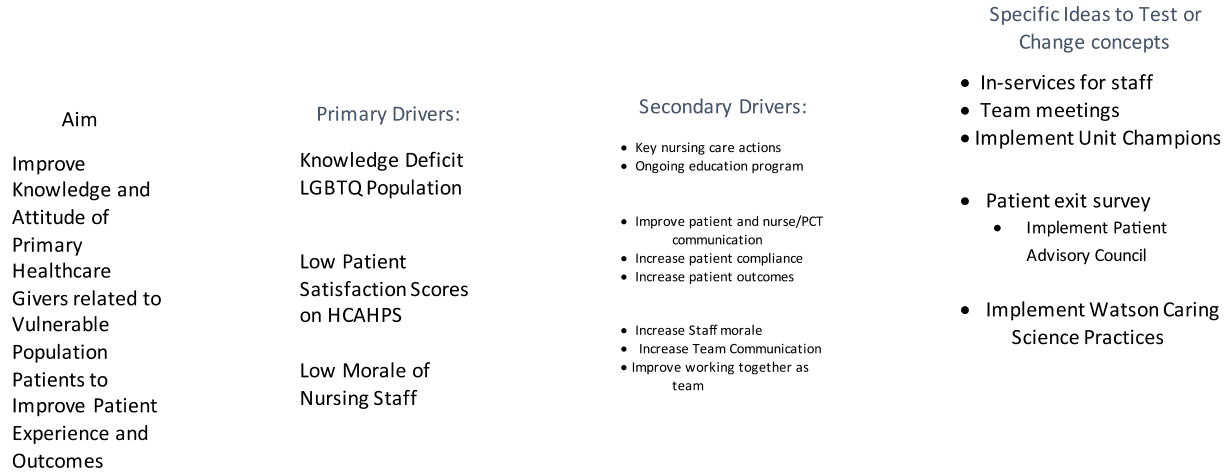 Aim
Improve
Knowledge and
Attitude of
Primary
Healthcare
Givers related to
Vulnerable
Population
Patients to
Improve Patient
Experience and
Outcomes
Primary Drivers:
Knowledge Deficit
LGBTQ Population
Low Patient
Satisfaction Scores
on HCAHPS
Low Morale of
Nursing Staff
Secondary Drivers:
• Key nursing care actions
• Ongoing education program
• Improve patient and nurse/PCT
communication
• Increase patient compliance
• Increase patient outcomes
• Increase Staff morale
• Increase Team Communication
• Improve working together as
team
Specific Ideas to Test or
Change concepts
• In-services for staff
• Team meetings
• Implement Unit Champions
• Patient exit survey
• Implement Patient
Advisory Council
• Implement Watson Caring
Science Practices